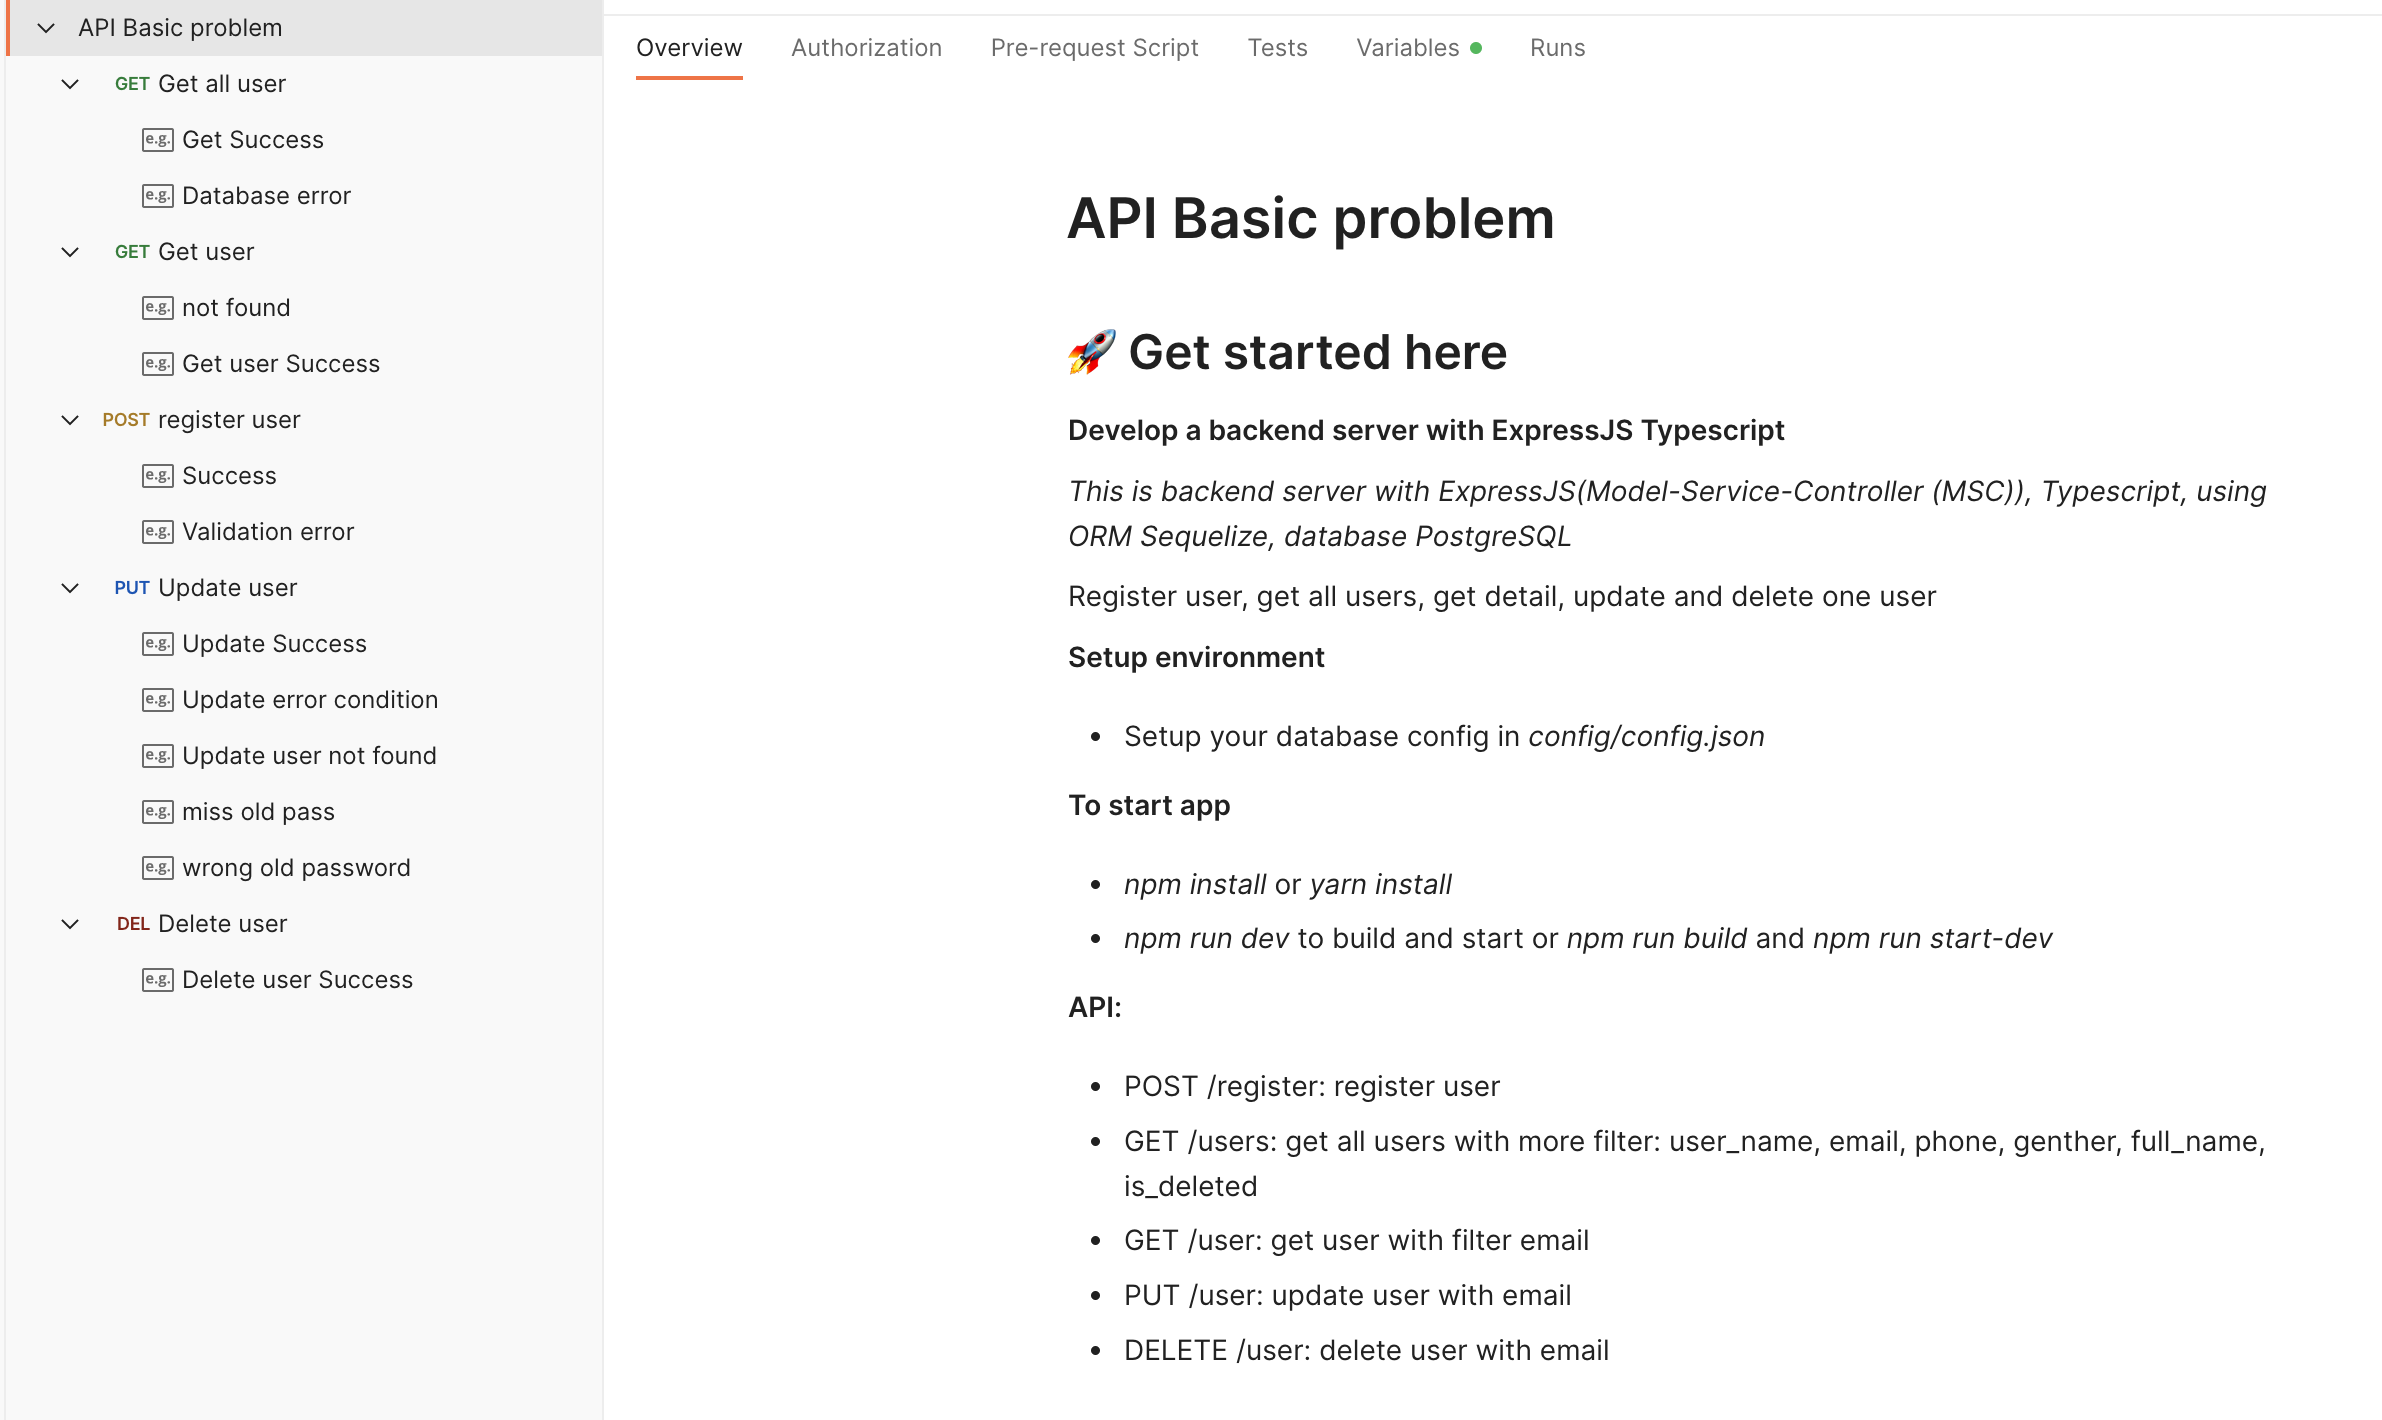 API Basic problem
GET Get all user
e.g. Get Success
e.g. Database error
GET Get user
e.g. not found
e.g. Get user Success
POST register user
e.g. Success
e.g. Validation error
PUT Update user
e.g. Update Success
e.g. Update error condition
e.g. Update user not found
e.g. miss old pass
e.g. wrong old password
DEL Delete user
e.g. Delete user Success
Overview Authorization Pre-request Script Tests Variables Runs
API Basic problem
🚀 Get started here
Develop a backend server with ExpressJS Typescript
This is backend server with ExpressJS(Model-Service-Controller (MSC)), Typescript, using
ORM Sequelize, database PostgreSQL
Register user, get all users, get detail, update and delete one user
Setup environment
• Setup your database config in config/config.json
To start app
• npm install or yarn install
• npm run dev to build and start or npm run build and npm run start-dev
API:
• POST /register: register user
• GET /users: get all users with more filter: user_name, email, phone, genther, full_name,
is_deleted
• GET /user: get user with filter email
• PUT /user: update user with email
• DELETE /user: delete user with email